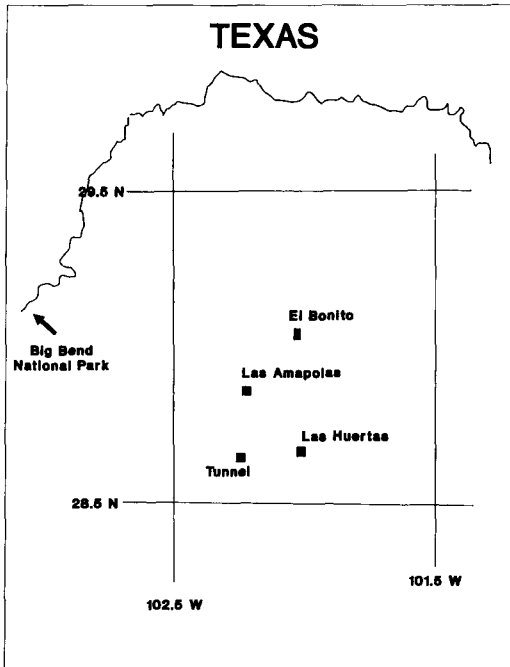 TEXAS
29.5 N
El Bonito
Big Bend
National Park
Las Amapolas
Las Huertas
Tunnel
28.5 N
101.5 W
102.5 W